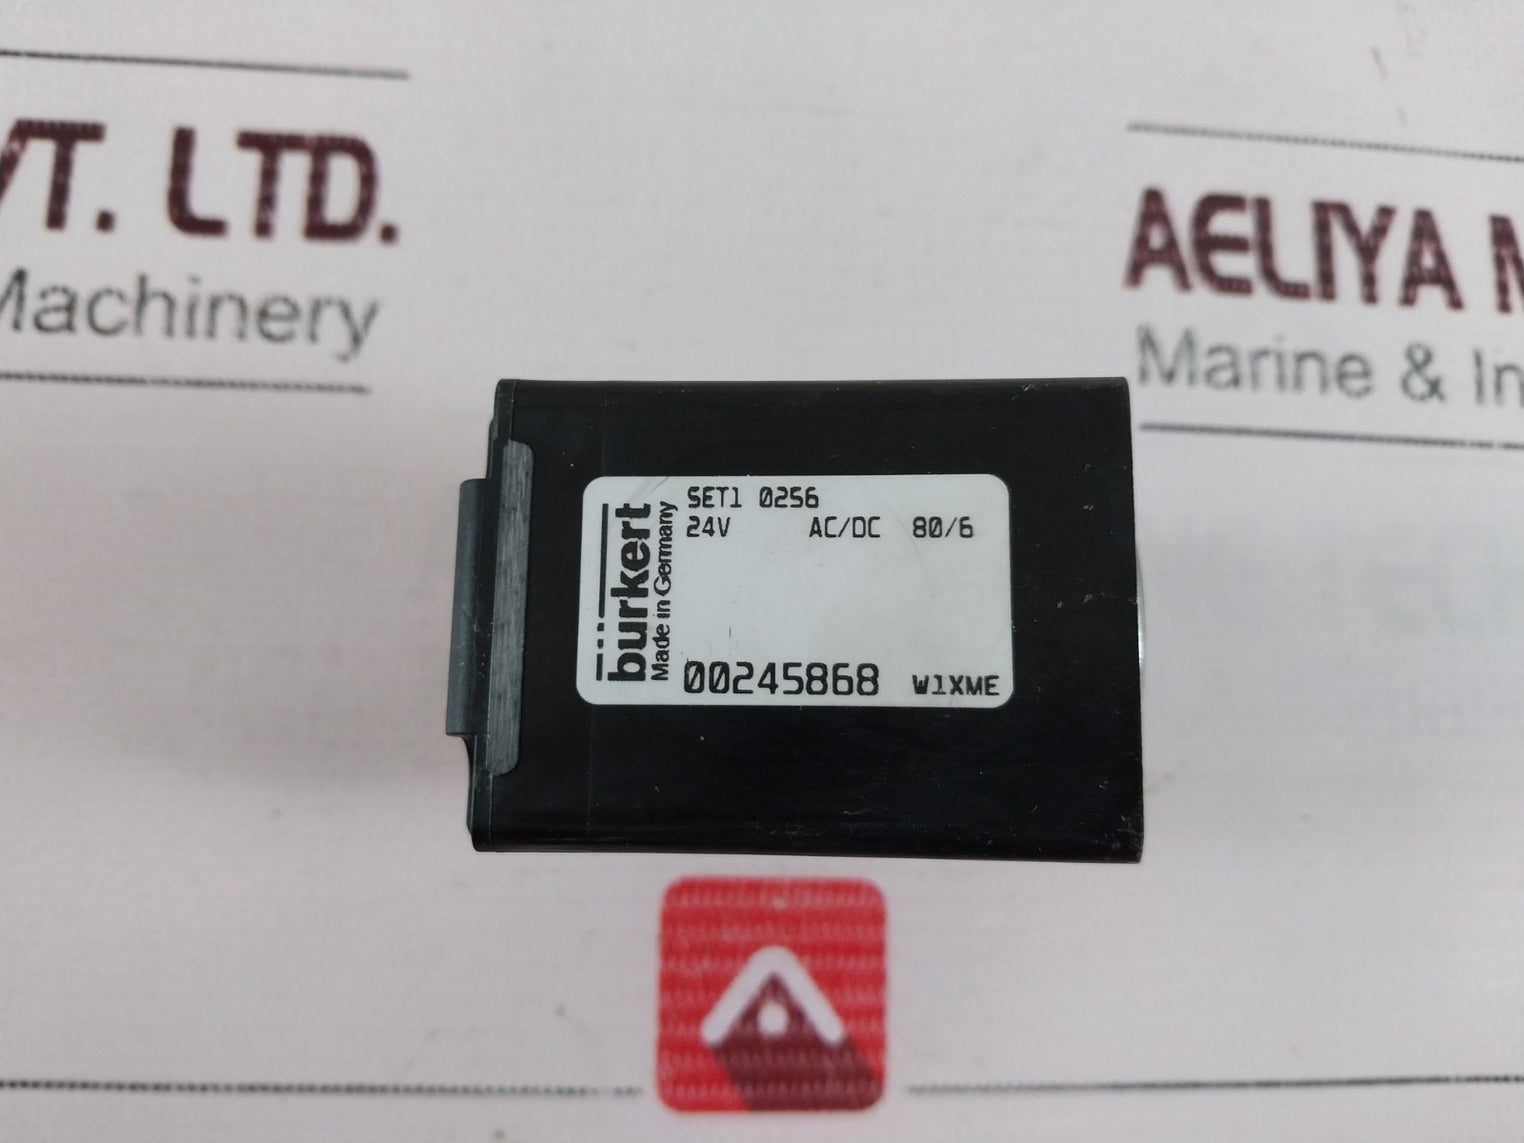 VT. LTD.
Machinery
AELIYA M
Marine & In
burkert
Made in Germany
SET1 0256
24V AC/DC 80/6
00245868 W1XME